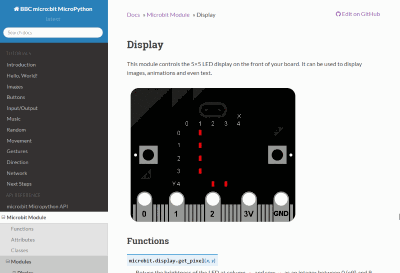 BBC micro:bit MicroPython
Docs » Microbit Module » Display
Edit on GitHub
Introduction
Hello, World!
Images
Buttons
Input/Output
Music
Random
Movement
Gestures
Direction
Network
Next Steps
microbit Micropython API
Microbit Module
Functions
Attributes
Classes
Modules
Display
Display
This module controls the 5×5 LED display on the front of your board. It can be used to display
images, animations and even text.
X
0 1 2 3 4
0
1
2
3
Y 4
0 1 2 3V GND
Functions
microbit.display.get_pixel(x, y)